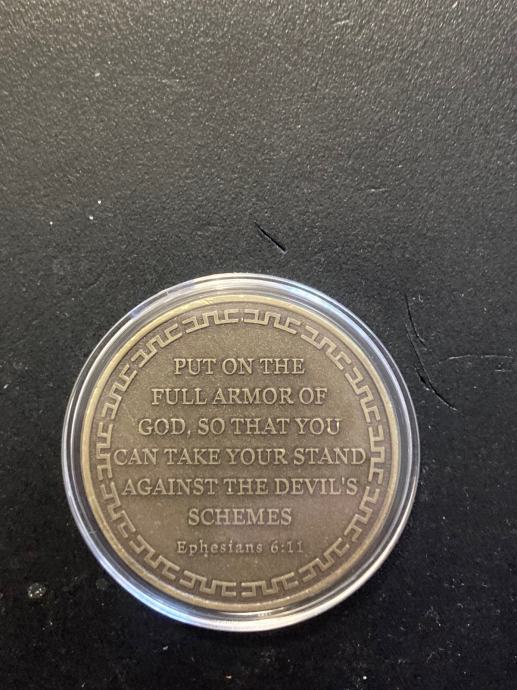 PUT ON THE
FULL ARMOR OF
GOD, SO THAT YOU
CAN TAKE YOUR STAND
AGAINST THE DEVIL'S
SCHEMES
Ephesians 6:11